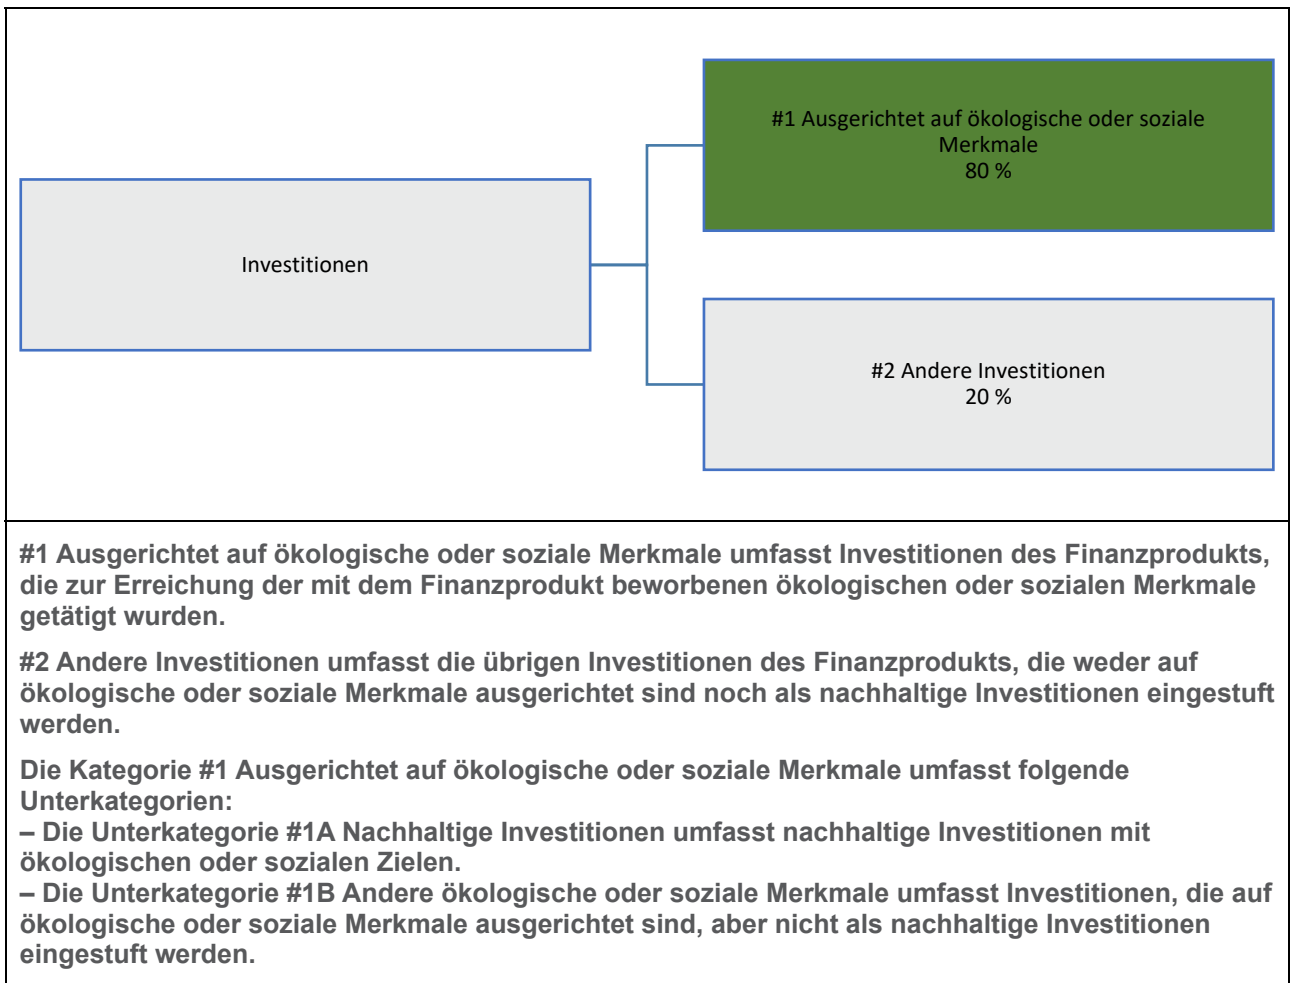 #1 Ausgerichtet auf ökologische oder soziale
Merkmale
80 %
Investitionen
#2 Andere Investitionen
20 %
#1 Ausgerichtet auf ökologische oder soziale Merkmale umfasst Investitionen des Finanzprodukts,
die zur Erreichung der mit dem Finanzprodukt beworbenen ökologischen oder sozialen Merkmale
getätigt wurden.
#2 Andere Investitionen umfasst die übrigen Investitionen des Finanzprodukts, die weder auf
ökologische oder soziale Merkmale ausgerichtet sind noch als nachhaltige Investitionen eingestuft
werden.
Die Kategorie #1 Ausgerichtet auf ökologische oder soziale Merkmale umfasst folgende
Unterkategorien:
– Die Unterkategorie #1A Nachhaltige Investitionen umfasst nachhaltige Investitionen mit
ökologischen oder sozialen Zielen.
– Die Unterkategorie #1B Andere ökologische oder soziale Merkmale umfasst Investitionen, die auf
ökologische oder soziale Merkmale ausgerichtet sind, aber nicht als nachhaltige Investitionen
eingestuft werden.